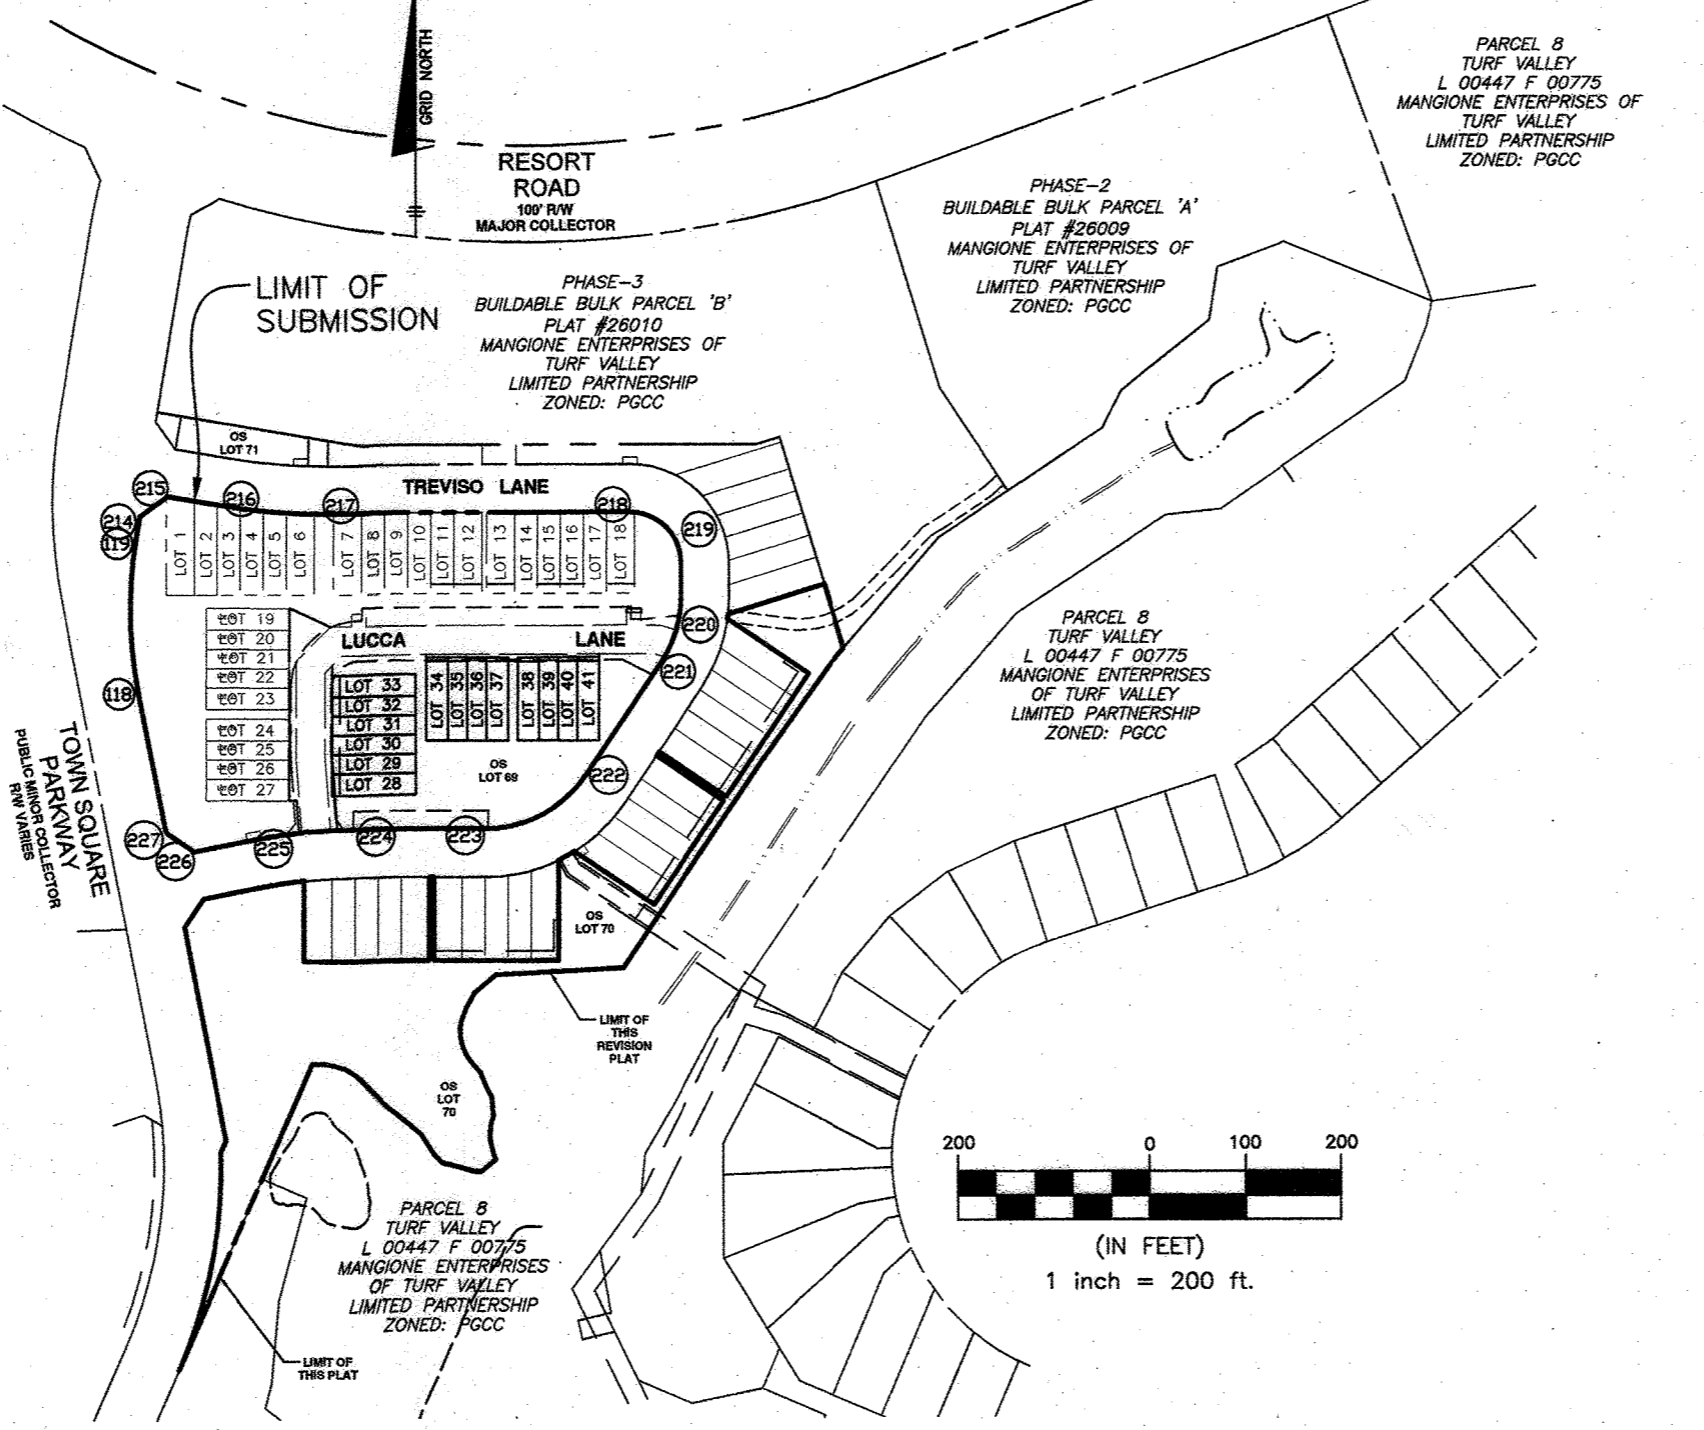 GRID NORTH
PARCEL 8
TURF VALLEY
L 00447 F 00775
MANGIONE ENTERPRISES OF
TURF VALLEY
LIMITED PARTNERSHIP
ZONED: PGCC
RESORT
ROAD
100' R/W
MAJOR COLLECTOR
PHASE-2
BUILDABLE BULK PARCEL 'A'
PLAT #26009
MANGIONE ENTERPRISES OF
TURF VALLEY
LIMITED PARTNERSHIP
ZONED: PGCC
LIMIT OF
SUBMISSION
PHASE-3
BUILDABLE BULK PARCEL 'B'
PLAT #26010
MANGIONE ENTERPRISES OF
TURF VALLEY
LIMITED PARTNERSHIP
ZONED: PGCC
OS
LOT 71
TREVISO LANE
215
216
217
218
214
119
219
LOT 1
LOT 2
LOT 3
LOT 4
LOT 5
LOT 6
LOT 7
LOT 8
LOT 9
LOT 10
LOT 11
LOT 12
LOT 13
LOT 14
LOT 15
LOT 16
LOT 17
LOT 18
LOT 19
LOT 20
LOT 21
LOT 22
LOT 23
LOT 24
LOT 25
LOT 26
LOT 27
LUCCA LANE
220
221
118
LOT 33
LOT 32
LOT 31
LOT 30
LOT 29
LOT 28
LOT 34
LOT 35
LOT 36
LOT 37
LOT 38
LOT 39
LOT 40
LOT 41
OS
LOT 69
222
227
226
225
224
223
TOWN SQUARE
PARKWAY
PUBLIC MINOR COLLECTOR
R/W VARIES
PARCEL 8
TURF VALLEY
L 00447 F 00775
MANGIONE ENTERPRISES
OF TURF VALLEY
LIMITED PARTNERSHIP
ZONED: PGCC
OS
LOT 70
LIMIT OF
THIS
REVISION
PLAT
OS
LOT
70
PARCEL 8
TURF VALLEY
L 00447 F 00775
MANGIONE ENTERPRISES
OF TURF VALLEY
LIMITED PARTNERSHIP
ZONED: PGCC
LIMIT OF
THIS PLAT
200 0 100 200
(IN FEET)
1 inch = 200 ft.